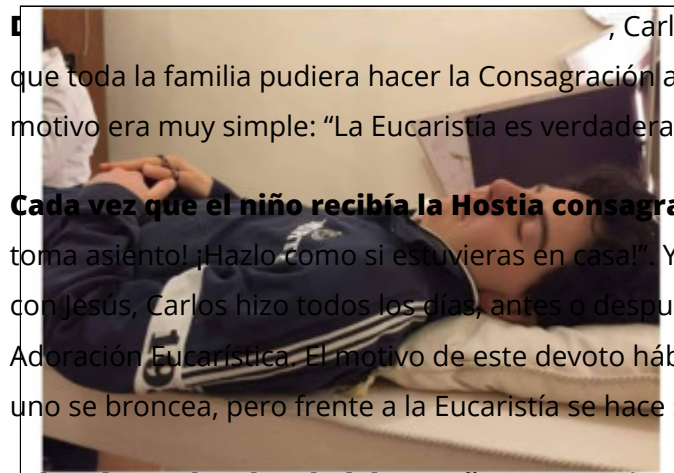 , Carl
que toda la familia pudiera hacer la Consagración a
motivo era muy simple: “La Eucaristía es verdadera
Cada vez que el niño recibía la Hostia consagra
toma asiento! ¡Hazlo como si estuvieras en casa!”. Y
con Jesús, Carlos hizo todos los días, antes o despu
Adoración Eucarística. El motivo de este devoto háb
uno se broncea, pero frente a la Eucaristía se hace